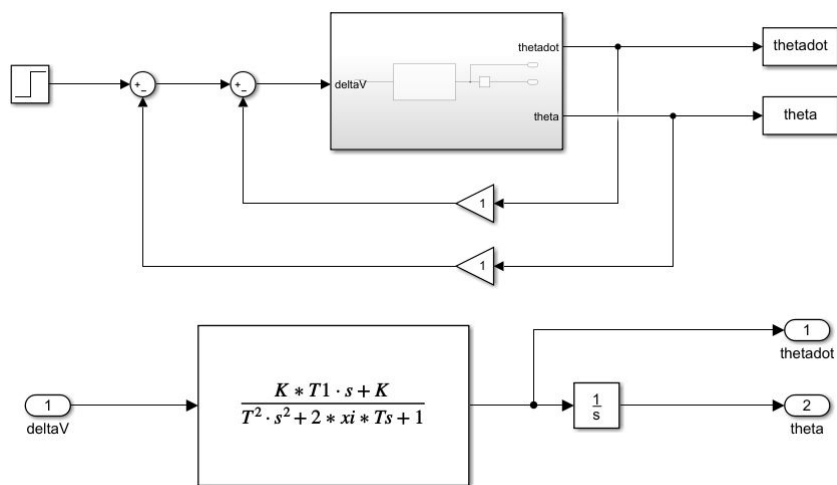 thetadot
thetadot
+
−
+
−
deltaV
theta
theta
1
1
1
thetadot
K ∗ T1 · s + K
T² · s² + 2 ∗ xi ∗ Ts + 1
1
deltaV
1
s
2
theta